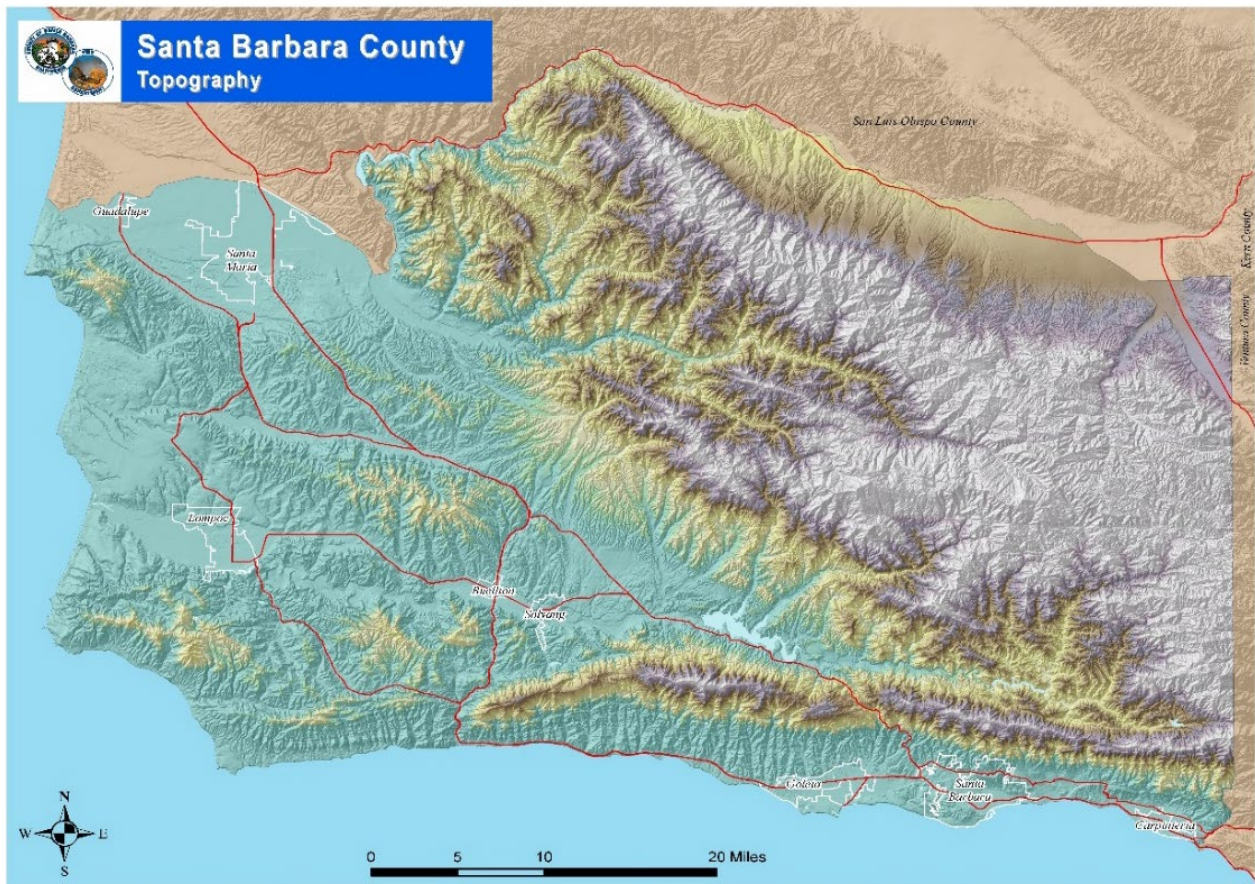 Santa Barbara County
Topography
San Luis Obispo County
Kern County
Ventura County
Guadalupe
Santa
Maria
Lompoc
Buellton
Solvang
Goleta
Santa
Barbara
Carpinteria
N
W
E
S
0
5
10
20 Miles